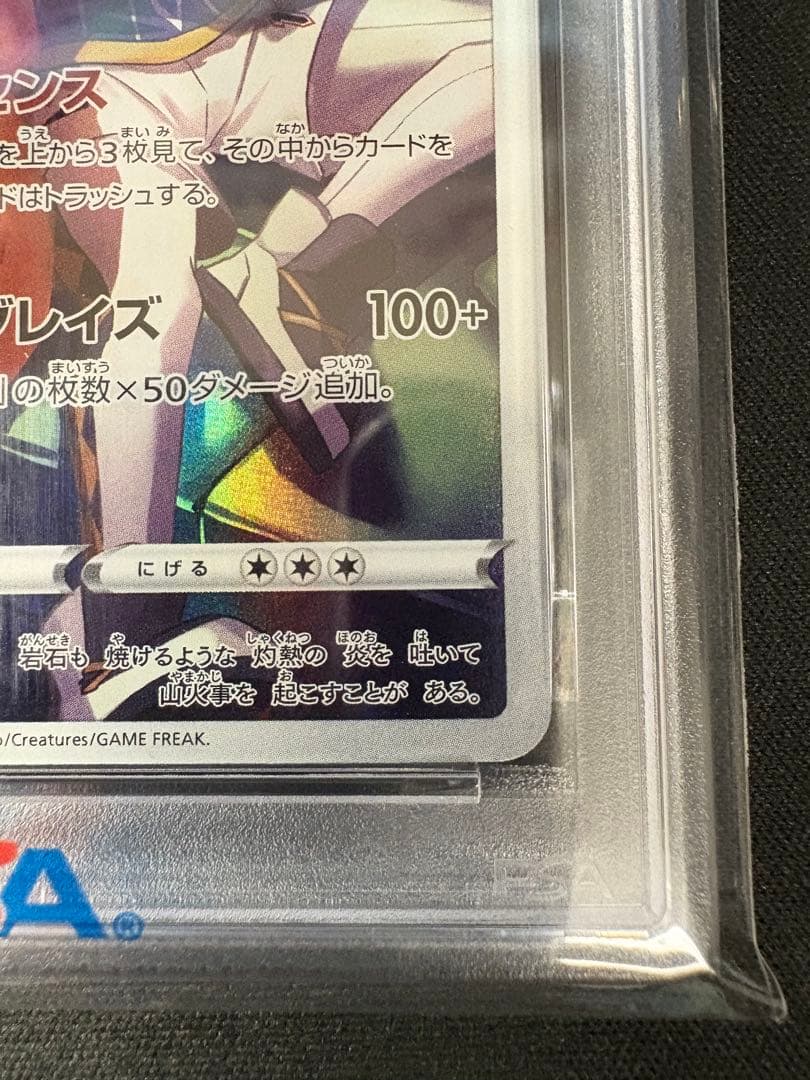 センス
を上から3枚見て、その中からカードを
ドはトラッシュする。
ブレイズ 100+
の枚数×50ダメージ追加。
にげる
岩石も 焼けるような 灼熱の 炎を 吐いて
山火事を 起こすことが ある。
o/Creatures/GAME FREAK.
SA®
PSA